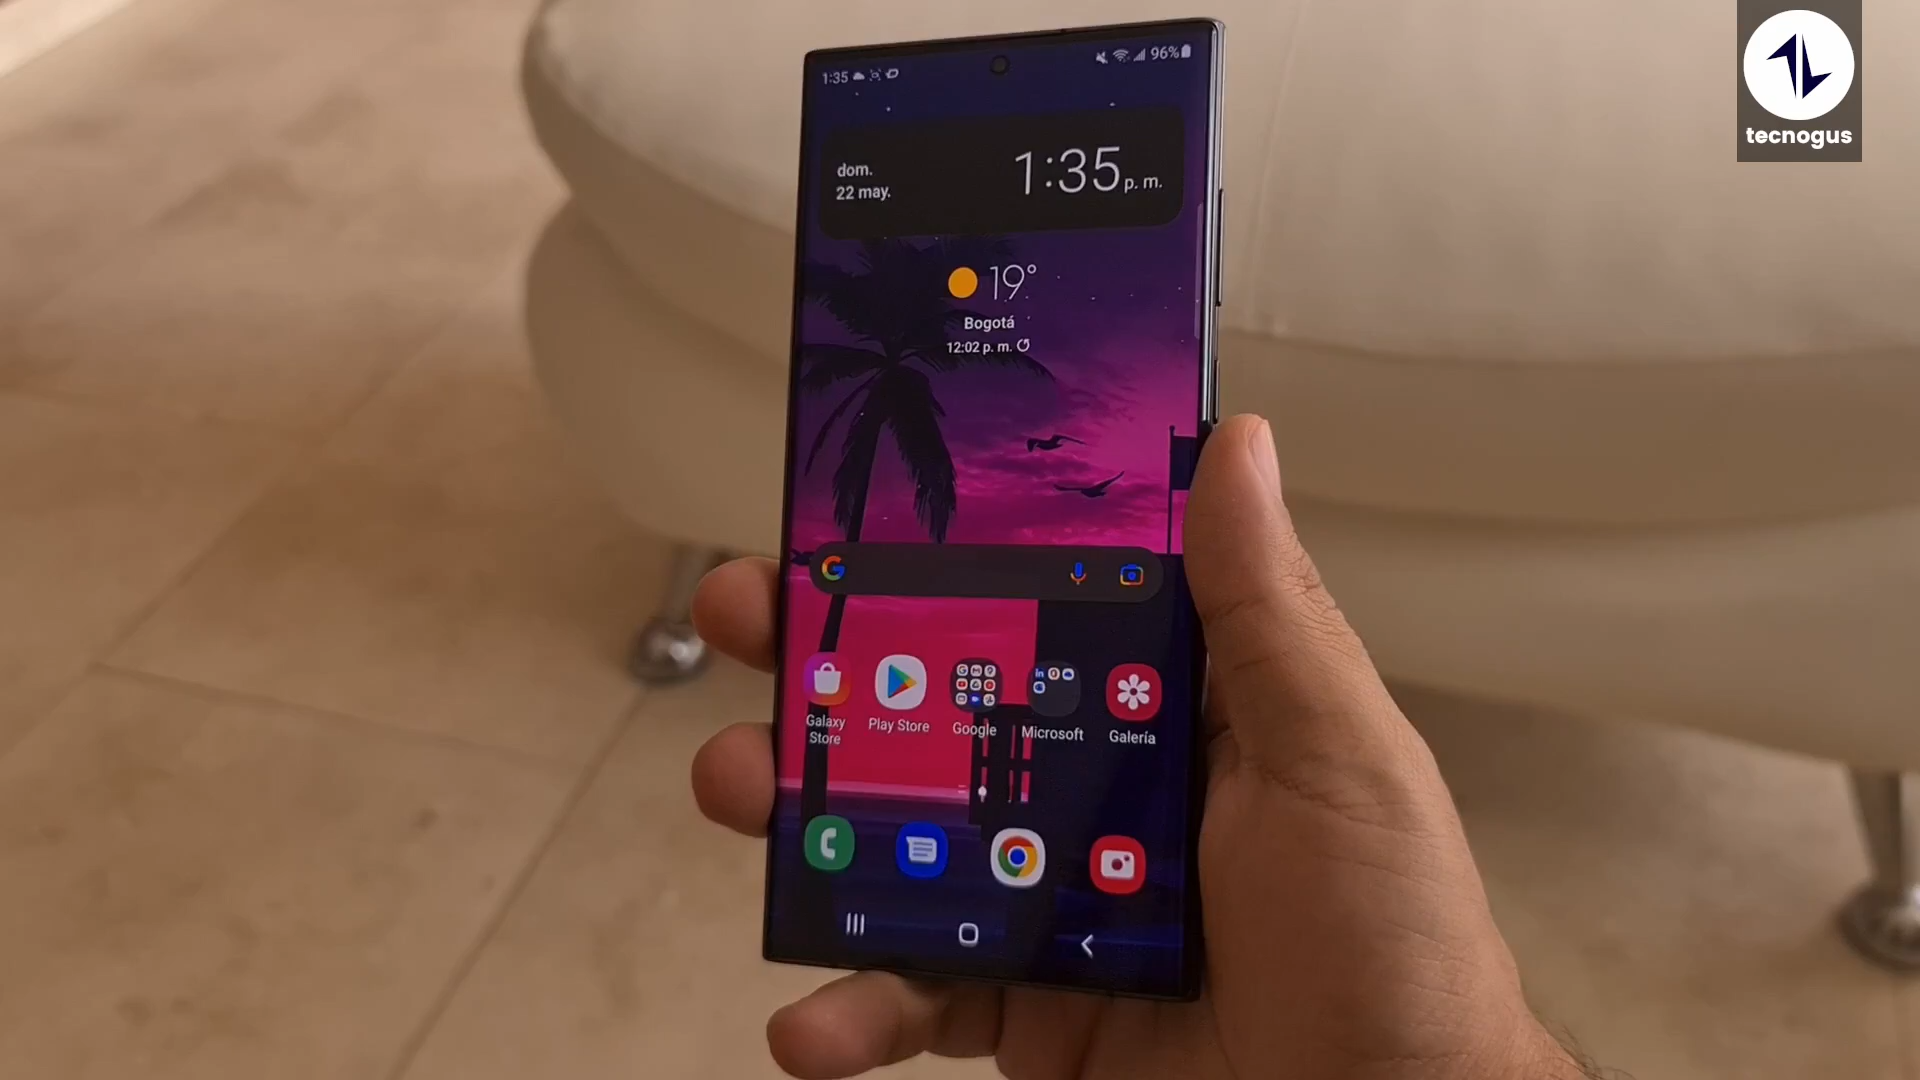 tecnogus
1:35
96%
dom.
22 may.
1:35 p. m.
19°
Bogotá
12:02 p. m.
Galaxy
Store
Play Store
Google
Microsoft
Galería